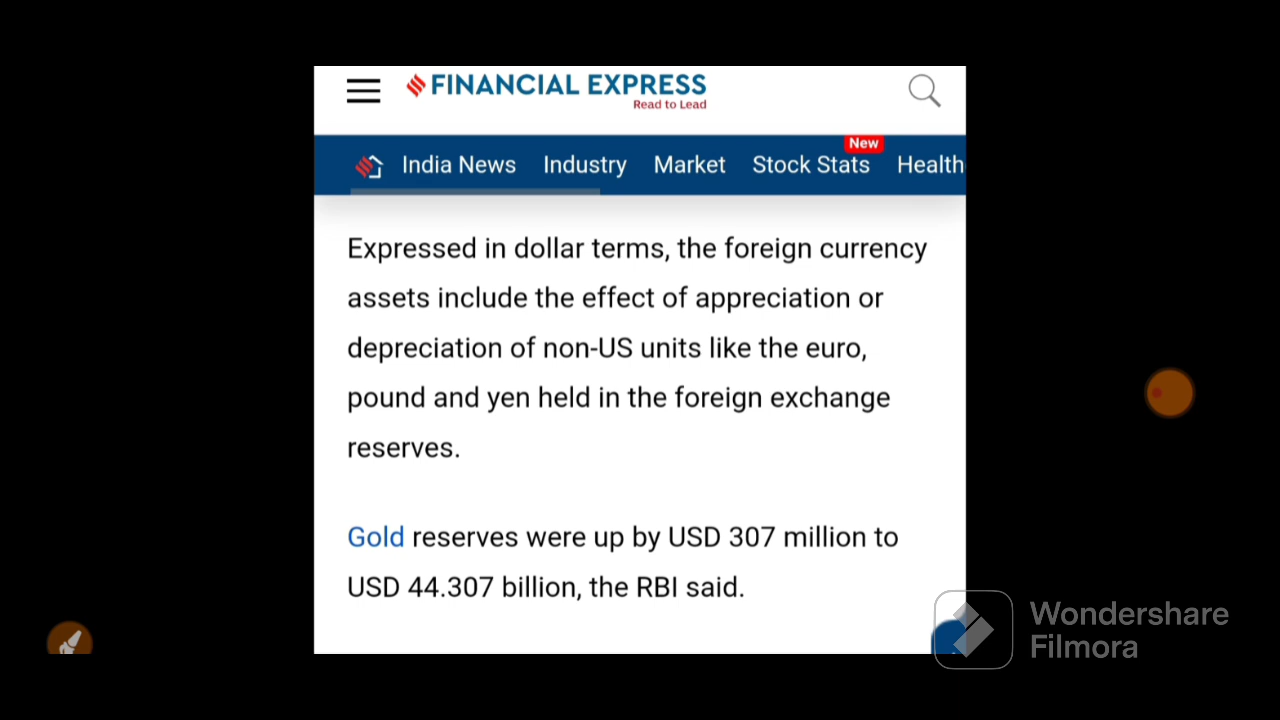 FINANCIAL EXPRESS
Read to Lead
New
India News Industry Market Stock Stats Health
Expressed in dollar terms, the foreign currency
assets include the effect of appreciation or
depreciation of non-US units like the euro,
pound and yen held in the foreign exchange
reserves.
Gold reserves were up by USD 307 million to
USD 44.307 billion, the RBI said.
Wondershare
Filmora